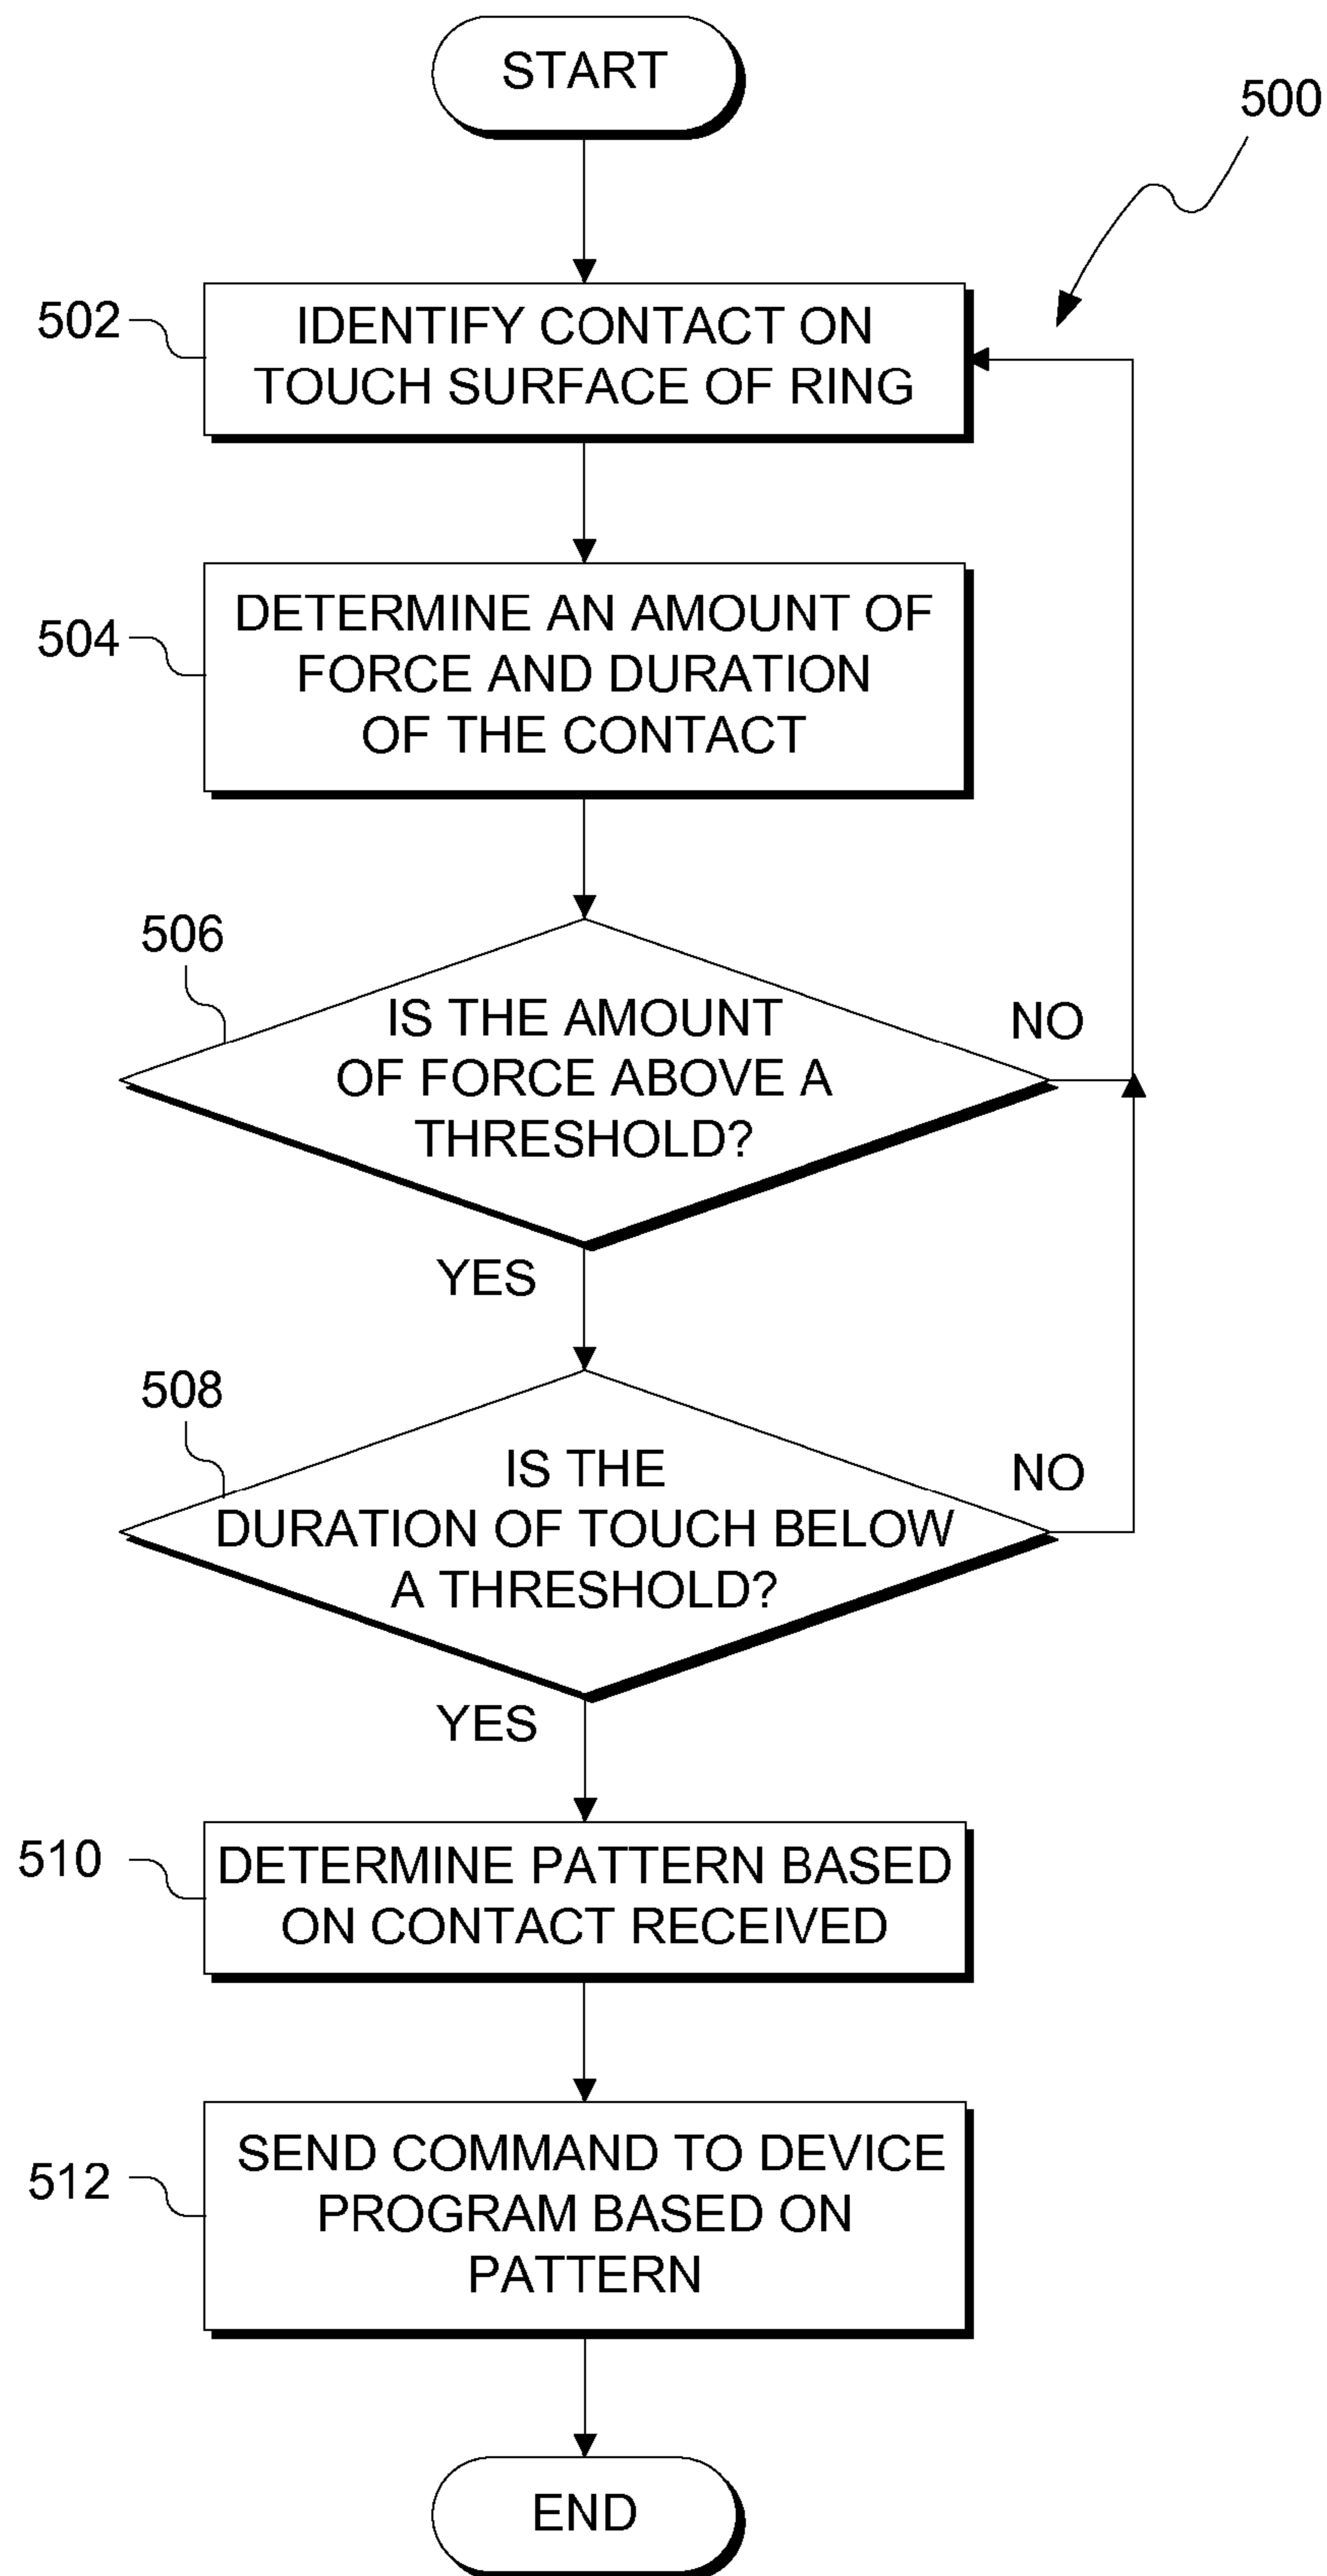 START
500
502
IDENTIFY CONTACT ON
TOUCH SURFACE OF RING
504
DETERMINE AN AMOUNT OF
FORCE AND DURATION
OF THE CONTACT
506
IS THE AMOUNT
OF FORCE ABOVE A
THRESHOLD?
NO
YES
508
IS THE
DURATION OF TOUCH BELOW
A THRESHOLD?
NO
YES
510
DETERMINE PATTERN BASED
ON CONTACT RECEIVED
512
SEND COMMAND TO DEVICE
PROGRAM BASED ON
PATTERN
END